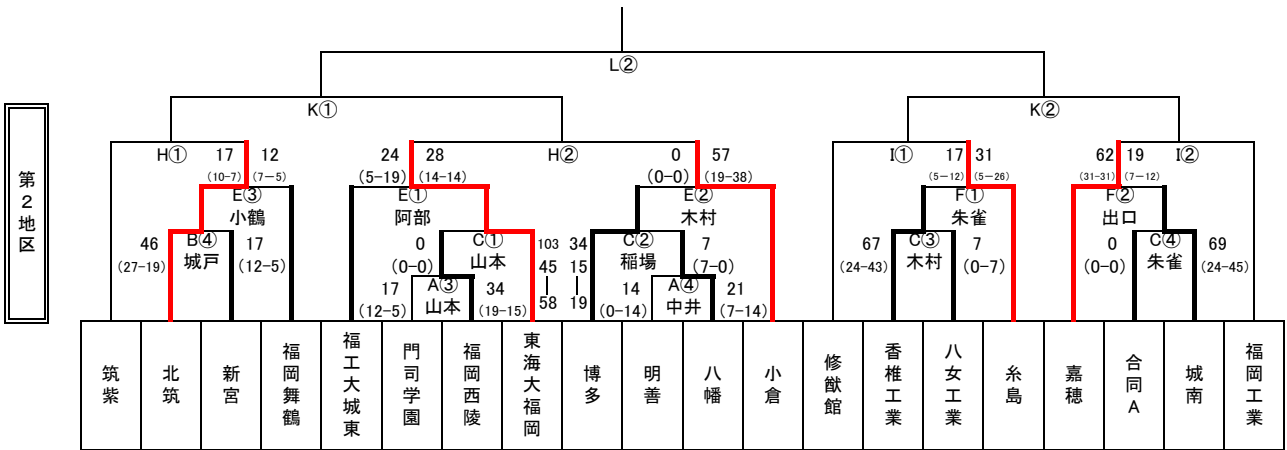 L②
K①
K②
第2地区
H①
17
12
24
28
H②
0
57
I①
17
31
62
19
I②
(10−7)
(7−5)
(5−19)
(14−14)
(0−0)
(19−38)
(5−12)
(5−26)
(31−31)
(7−12)
E③
小鶴
E①
阿部
E②
木村
F①
朱雀
F②
出口
46
(27−19)
B④
城戸
17
(12−5)
0
(0−0)
C①
山本
103
45
|
58
34
15
|
19
C②
稲場
7
(7−0)
67
(24−43)
C③
木村
7
(0−7)
0
(0−0)
C④
朱雀
69
(24−45)
17
(12−5)
A③
山本
34
(19−15)
14
(0−14)
A④
中井
21
(7−14)
筑紫
北筑
新宮
福岡舞鶴
福工大城東
門司学園
福岡西陵
東海大福岡
博多
明善
八幡
小倉
修猷館
香椎工業
八女工業
糸島
嘉穂
合同A
城南
福岡工業